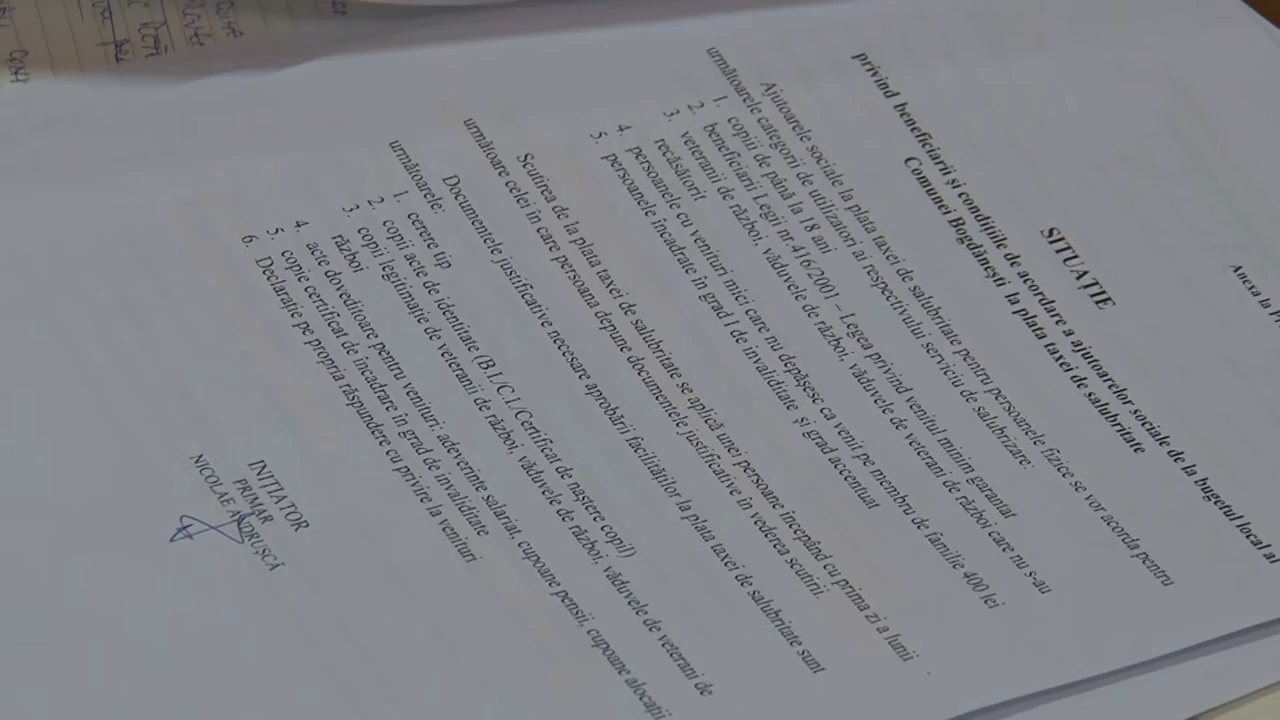 Anexa la
SITUAȚIE
privind beneficiarii și condițiile de acordare a ajutoarelor sociale de la bugetul local al
Comunei Bogdănești la plata taxei de salubritate
Ajutoarele sociale la plata taxei de salubritate pentru persoanele fizice se vor acorda pentru
următoarele categorii de utilizatori ai respectivului serviciu de salubrizare:
1. copiii de până la 18 ani
2. beneficiarii Legii nr.416/2001 – Legea privind venitul minim garantat
3. veteranii de război, văduvele de război, văduvele de veterani de război care nu s-au
recăsătorit
4. persoanele cu venituri mici care nu depășesc ca venit pe membru de familie 400 lei
5. persoanele încadrate în grad I de invaliditate și grad accentuat
Scutirea de la plata taxei de salubritate se aplică unei persoane începând cu prima zi a lunii
următoare celei în care persoana depune documentele justificative în vederea scutirii.
Documentele justificative necesare aprobării facilităților la plata taxei de salubritate sunt
următoarele:
1. cerere tip
2. copii acte de identitate (B.I./C.I./Certificat de naștere copil)
3. copii legitimație de veterani de război, văduvele de război, văduvele de veterani de
război
4. acte doveditoare pentru venituri: adeverințe salariat, cupoane pensii, cupoane alocații
5. copie certificat de încadrare în grad de invaliditate
6. Declarație pe propria răspundere cu privire la venituri
INIȚIATOR
PRIMAR
NICOLAE ANDRUȘCĂ